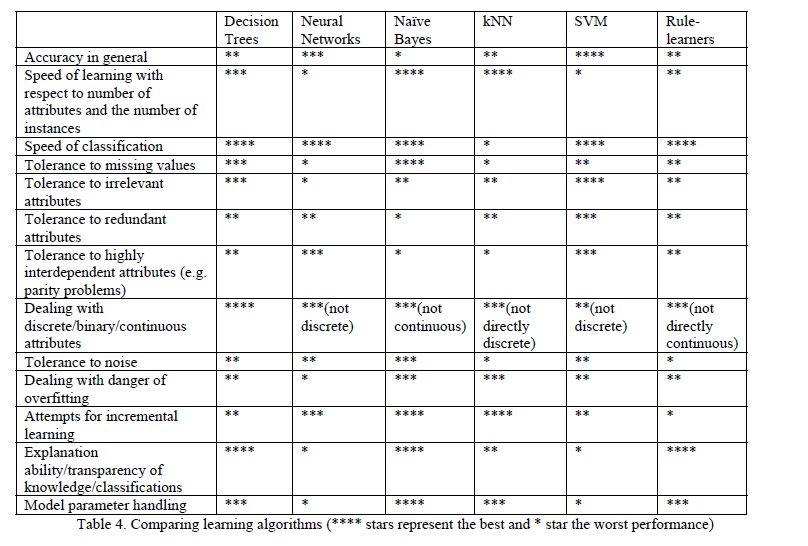 Decision Trees Neural Networks Naïve Bayes kNN SVM Rule-learners
Accuracy in general ** *** * ** **** **
Speed of learning with respect to number of attributes and the number of instances *** * **** **** * **
Speed of classification **** **** **** * **** ****
Tolerance to missing values *** * **** * ** **
Tolerance to irrelevant attributes *** * ** ** **** **
Tolerance to redundant attributes ** ** * ** *** **
Tolerance to highly interdependent attributes (e.g. parity problems) ** *** * * *** **
Dealing with discrete/binary/continuous attributes **** ***(not discrete) ***(not continuous) ***(not directly discrete) **(not discrete) ***(not directly continuous)
Tolerance to noise ** ** *** * ** *
Dealing with danger of overfitting ** * *** *** ** **
Attempts for incremental learning ** *** **** **** ** *
Explanation ability/transparency of knowledge/classifications **** * **** ** * ****
Model parameter handling *** * **** *** * ***
Table 4. Comparing learning algorithms (**** stars represent the best and * star the worst performance)